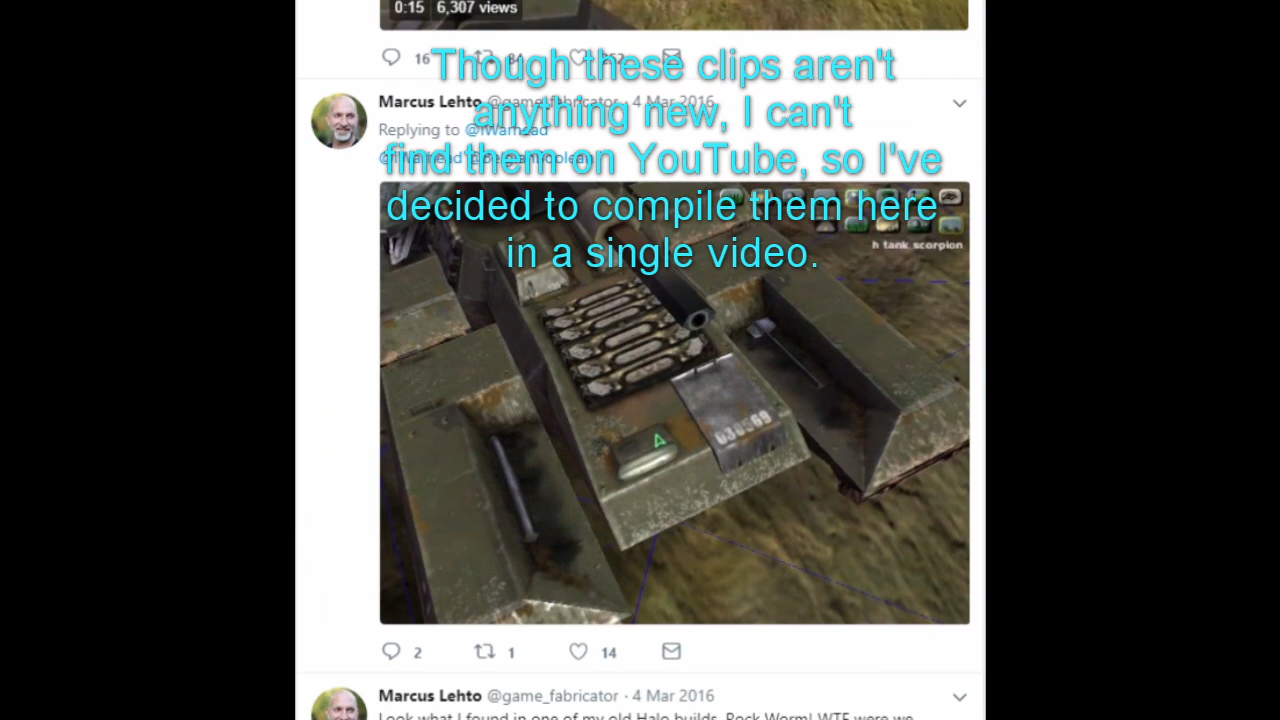 0:15 6,307 views
16
Though these clips aren't
anything new, I can't
find them on YouTube, so I've
decided to compile them here
in a single video.
Marcus Lehto @game_fabricator · 4 Mar 2016
Replying to @IWamead
h tank scorpion
2 1 14
Marcus Lehto @game_fabricator · 4 Mar 2016
Look what I found in one of my old Halo builds. Rock Worm! WTF were we